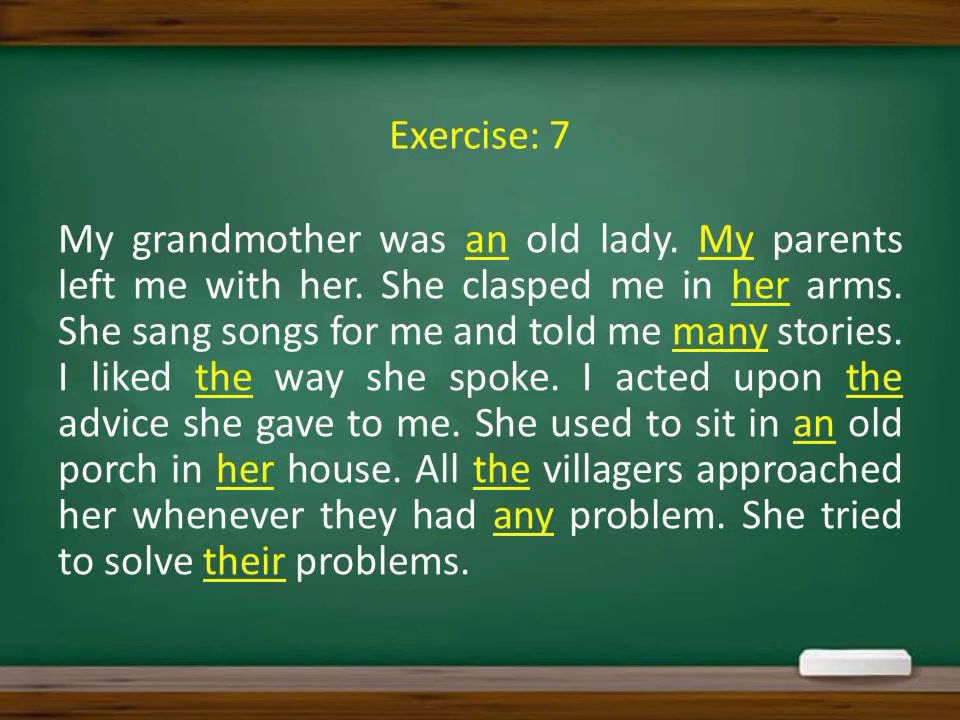 Exercise: 7
My grandmother was an old lady. My parents
left me with her. She clasped me in her arms.
She sang songs for me and told me many stories.
I liked the way she spoke. I acted upon the
advice she gave to me. She used to sit in an old
porch in her house. All the villagers approached
her whenever they had any problem. She tried
to solve their problems.